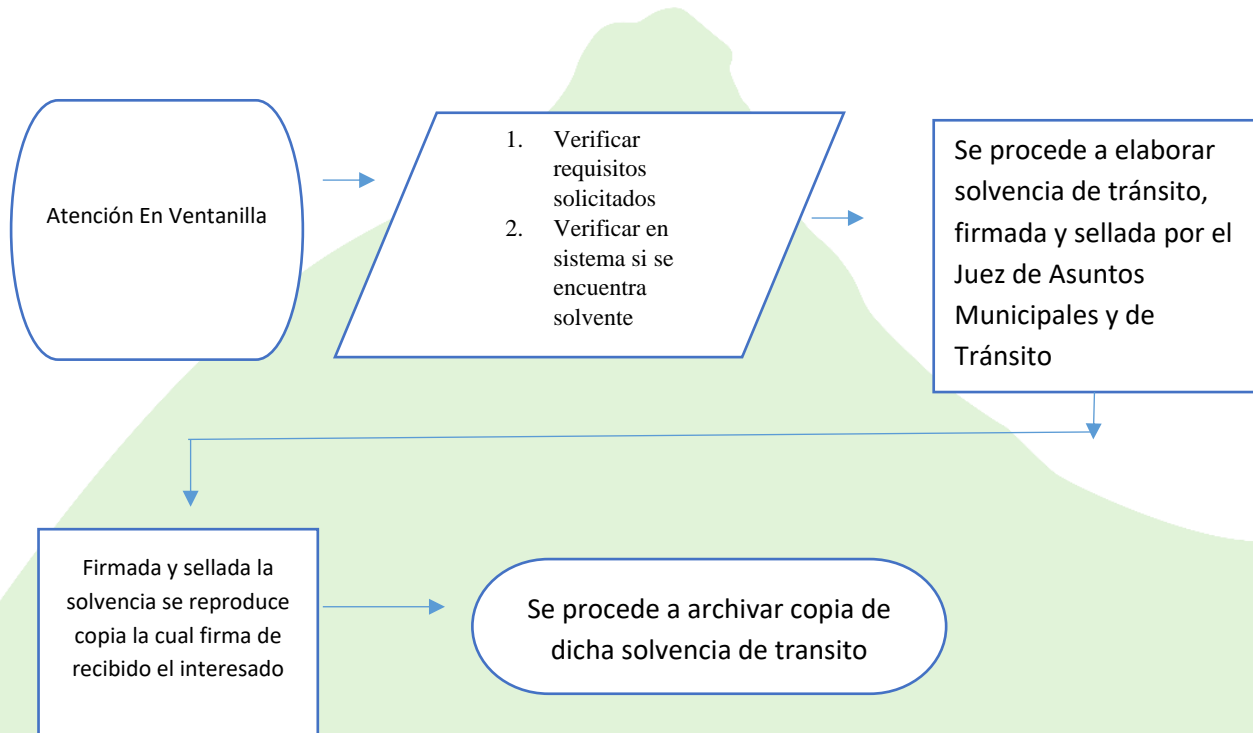 Atención En Ventanilla
1. Verificar
requisitos
solicitados
2. Verificar en
sistema si se
encuentra
solvente
Se procede a elaborar
solvencia de tránsito,
firmada y sellada por el
Juez de Asuntos
Municipales y de
Tránsito
Firmada y sellada la
solvencia se reproduce
copia la cual firma de
recibido el interesado
Se procede a archivar copia de
dicha solvencia de transito